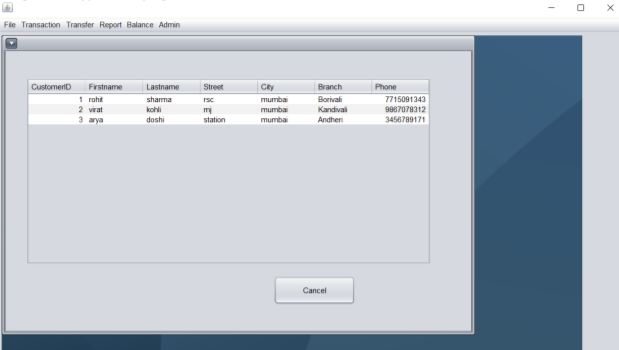 File Transaction Transfer Report Balance Admin
CustomerID Firstname Lastname Street City Branch Phone
1 rohit sharma rsc mumbai Borivali 7715091343
2 virat kohli mj mumbai Kandivali 9867078312
3 arya doshi station mumbai Andheri 3456789171
Cancel